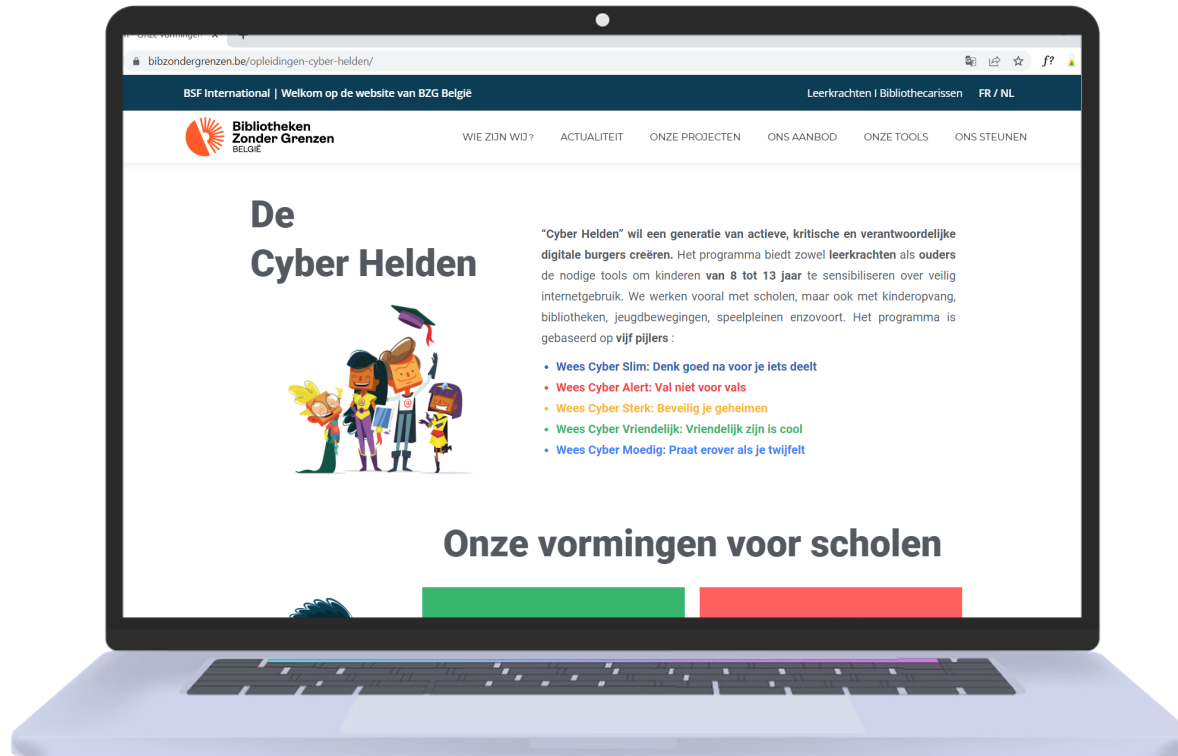 Onze vormingen
bibzondergrenzen.be/opleidingen-cyber-helden/
f?
BSF International | Welkom op de website van BZG België
Leerkrachten I Bibliothecarissen FR / NL
Bibliotheken
Zonder Grenzen
BELGIË
WIE ZIJN WIJ? ACTUALITEIT ONZE PROJECTEN ONS AANBOD ONZE TOOLS ONS STEUNEN
De
Cyber Helden
“Cyber Helden” wil een generatie van actieve, kritische en verantwoordelijke
digitale burgers creëren. Het programma biedt zowel leerkrachten als ouders
de nodige tools om kinderen van 8 tot 13 jaar te sensibiliseren over veilig
internetgebruik. We werken vooral met scholen, maar ook met kinderopvang,
bibliotheken, jeugdbewegingen, speelpleinen enzovoort. Het programma is
gebaseerd op vijf pijlers :
• Wees Cyber Slim: Denk goed na voor je iets deelt
• Wees Cyber Alert: Val niet voor vals
• Wees Cyber Sterk: Beveilig je geheimen
• Wees Cyber Vriendelijk: Vriendelijk zijn is cool
• Wees Cyber Moedig: Praat erover als je twijfelt
@
@
Onze vormingen voor scholen